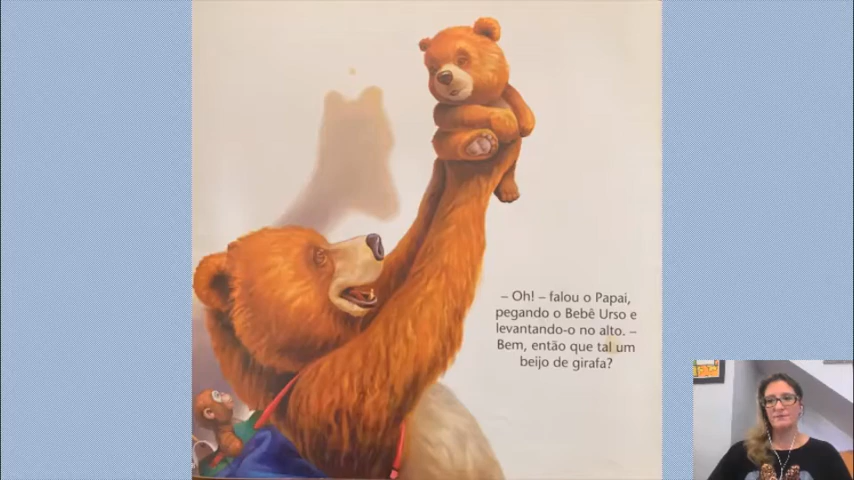 – Oh! – falou o Papai,
pegando o Bebê Urso e
levantando-o no alto. –
Bem, então que tal um
beijo de girafa?